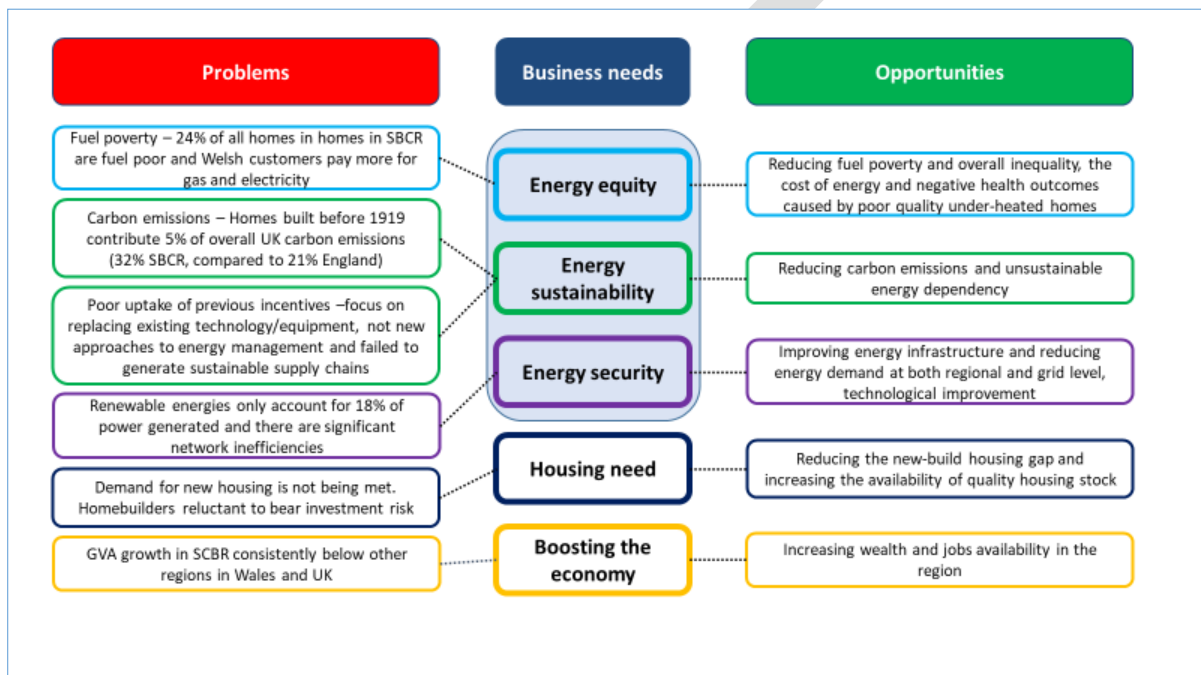 Problems
Business needs
Opportunities
Fuel poverty – 24% of all homes in homes in SBCR
are fuel poor and Welsh customers pay more for
gas and electricity
Energy equity
Reducing fuel poverty and overall inequality, the
cost of energy and negative health outcomes
caused by poor quality under-heated homes
Carbon emissions – Homes built before 1919
contribute 5% of overall UK carbon emissions
(32% SBCR, compared to 21% England)
Energy
sustainability
Reducing carbon emissions and unsustainable
energy dependency
Poor uptake of previous incentives –focus on
replacing existing technology/equipment, not new
approaches to energy management and failed to
generate sustainable supply chains
Energy security
Improving energy infrastructure and reducing
energy demand at both regional and grid level,
technological improvement
Renewable energies only account for 18% of
power generated and there are significant
network inefficiencies
Housing need
Reducing the new-build housing gap and
increasing the availability of quality housing stock
Demand for new housing is not being met.
Homebuilders reluctant to bear investment risk
GVA growth in SCBR consistently below other
regions in Wales and UK
Boosting the
economy
Increasing wealth and jobs availability in the
region